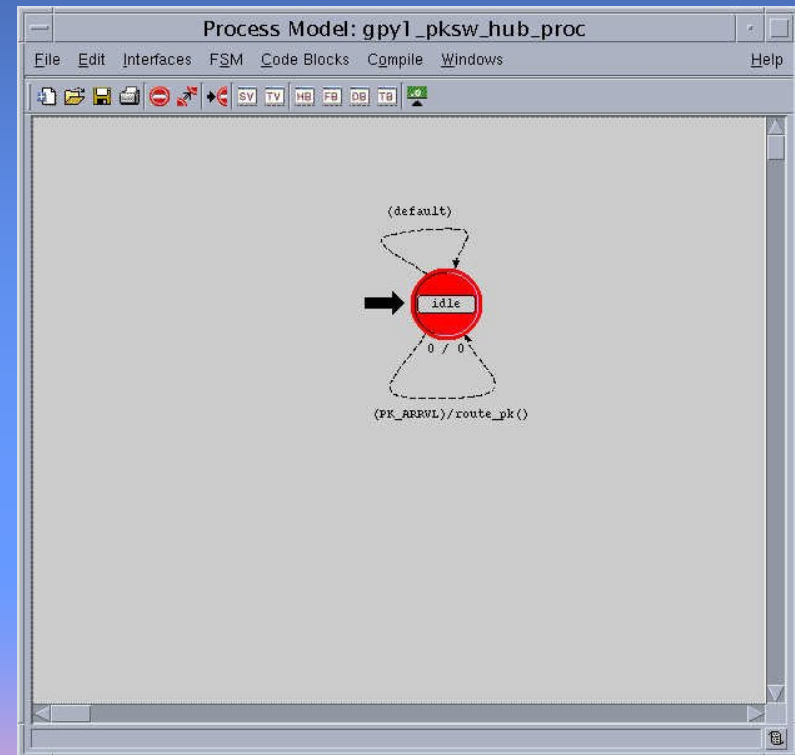 Process Model: gpyl_pksw_hub_proc
File Edit Interfaces FSM Code Blocks Compile Windows Help
SV TV HB FB DB TB
(default)
idle
0 / 0
(PK_ARRVL)/route_pk()